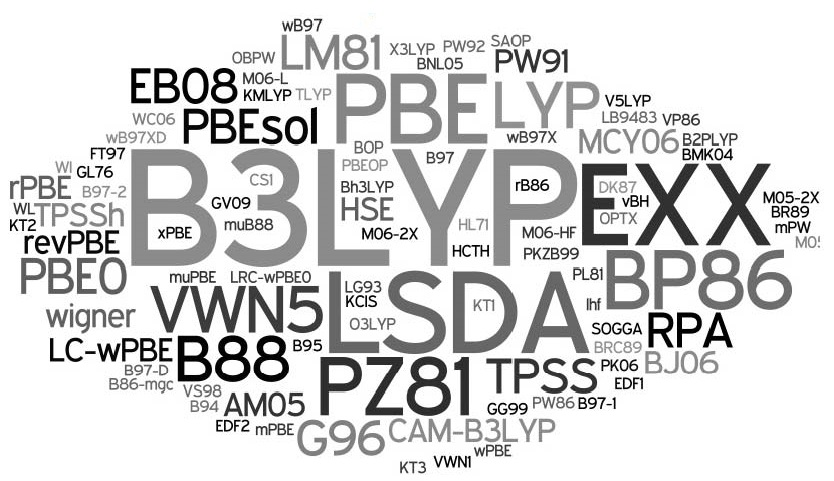 wB97
OBPW LM81 X3LYP PW92 SAOP
BNL05 PW91
EB08 M06-L
KMLYP TLYP PBE LYP V5LYP
WC06 PBEsol LB9483 VP86
wB97XD wB97X MCY06 B2PLYP
FT97 BOP B97 BMK04
WI GL76 PBEOP
rPBE B97-2 B3LYP CS1 Bh3LYP rB86 EXX DK87 M05-2X
WL TPSSh GV09 HSE vBH BR89
KT2 muB88 HL71 OPTX mPW
revPBE xPBE M06-2X M06-HF
HCTH PKZB99
PBE0 muPBE LRC-wPBE0 PL81 BP86
LG93
wigner VWN5 KCIS LSDA KT1 lhf
O3LYP SOGGA RPA
LC-wPBE B88 B95 BRC89
B97-D PZ81 TPSS PK06 BJ06
B86-mgc EDF1
VS98
B94 AM05 GG99 PW86 B97-1
EDF2 mPBE G96 CAM-B3LYP
wPBE
KT3 VWN1